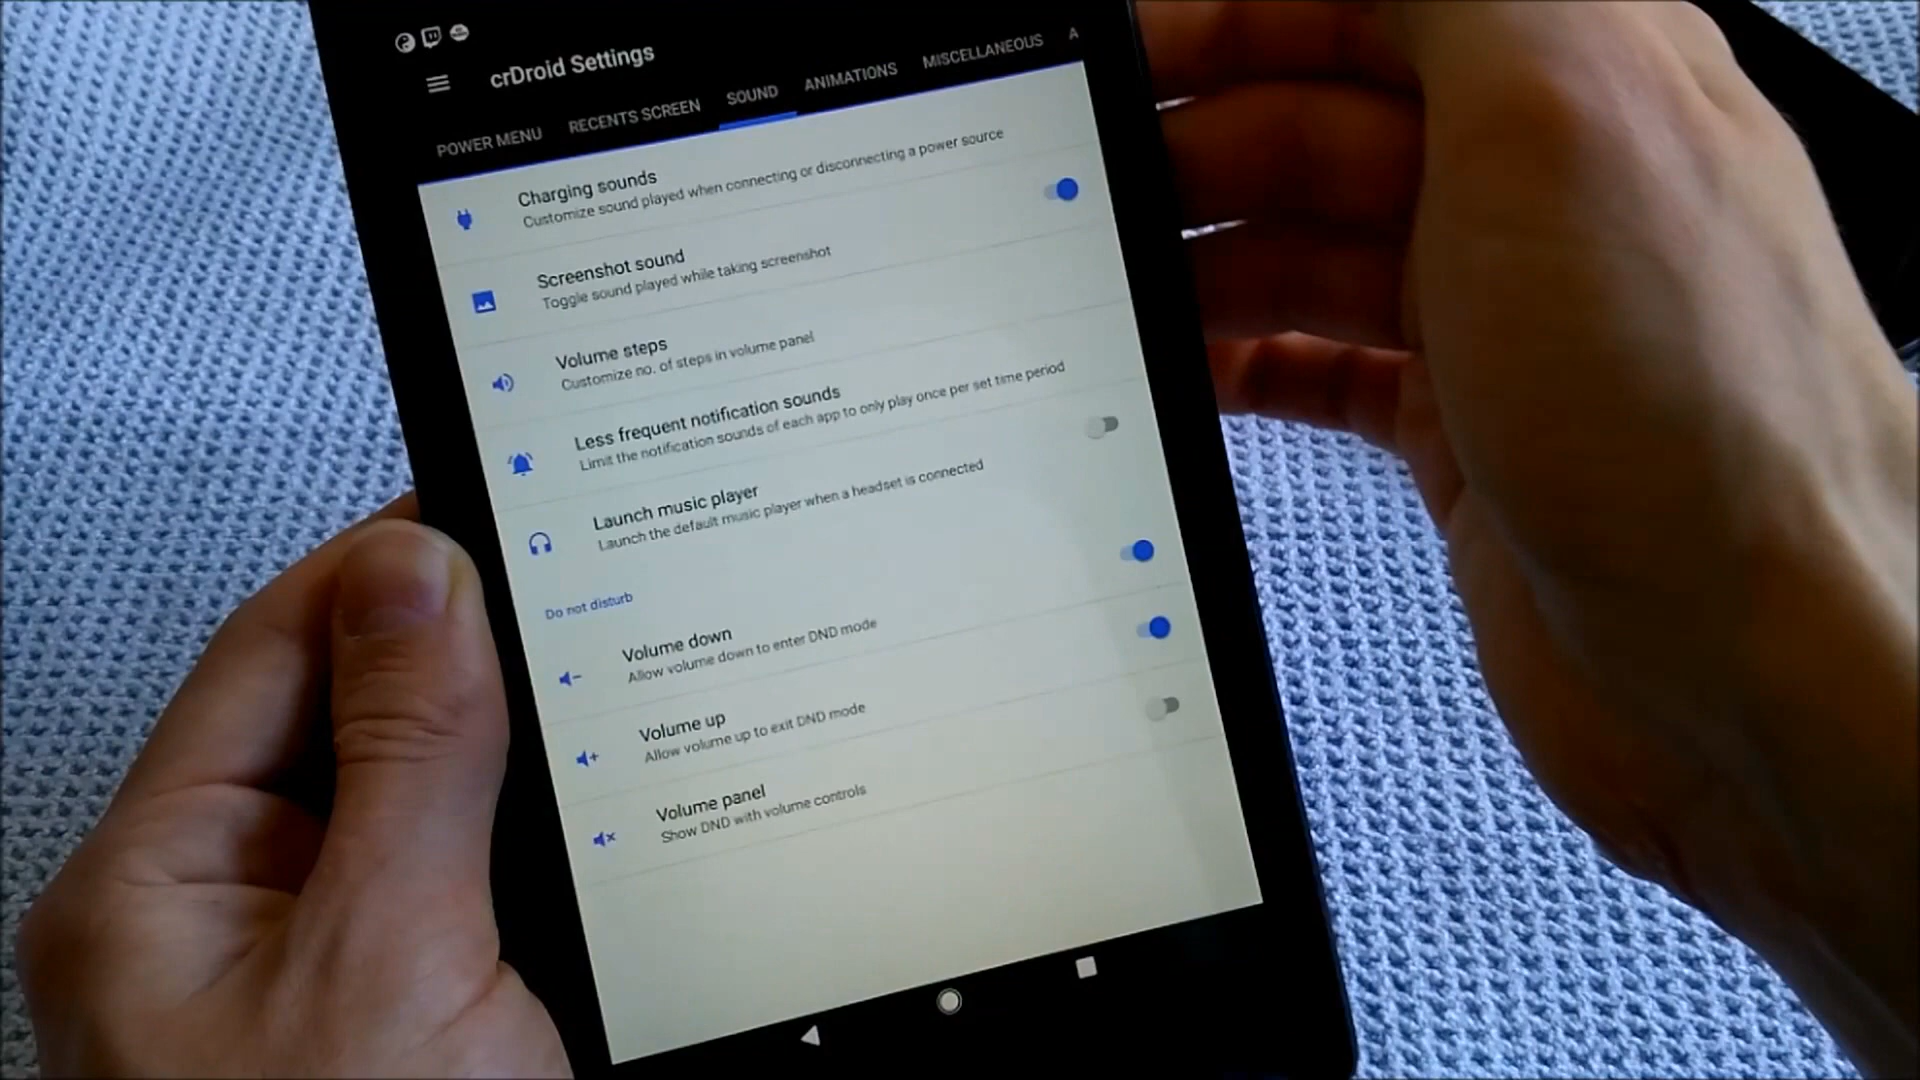 crDroid Settings
POWER MENU RECENTS SCREEN SOUND ANIMATIONS MISCELLANEOUS A
Charging sounds
Customize sound played when connecting or disconnecting a power source
Screenshot sound
Toggle sound played while taking screenshot
Volume steps
Customize no. of steps in volume panel
Less frequent notification sounds
Limit the notification sounds of each app to only play once per set time period
Launch music player
Launch the default music player when a headset is connected
Do not disturb
Volume down
Allow volume down to enter DND mode
Volume up
Allow volume up to exit DND mode
Volume panel
Show DND with volume controls